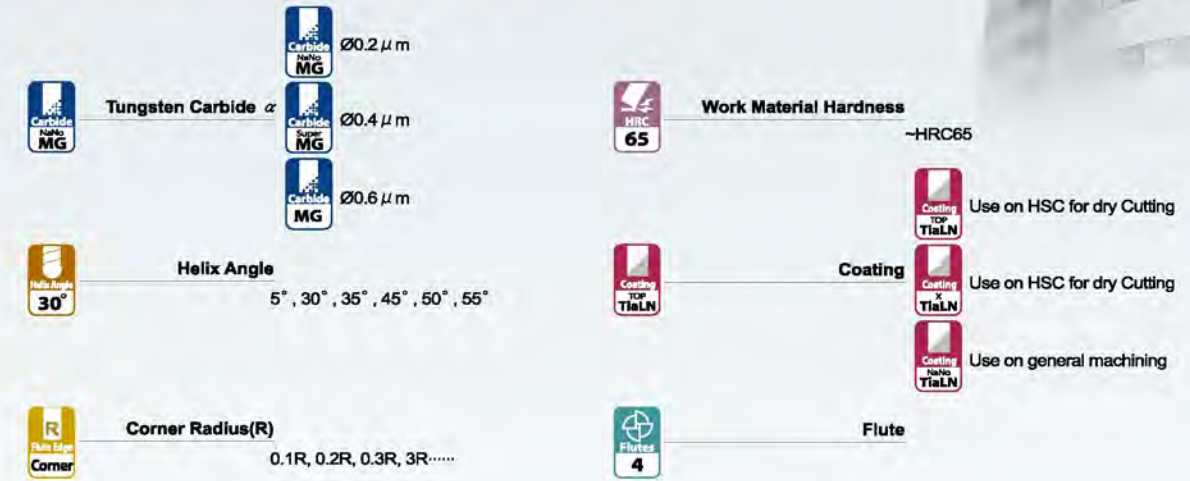 Carbide
NaNo
MG
Ø0.2 μm
Carbide
NaNo
MG
Tungsten Carbide α
Carbide
Super
MG
Ø0.4 μm
Carbide
MG
Ø0.6 μm
Helix Angle
30°
Helix Angle
5°, 30°, 35°, 45°, 50°, 55°
R
Flute Edge
Corner
Corner Radius(R)
0.1R, 0.2R, 0.3R, 3R······
HRC
65
Work Material Hardness
~HRC65
Coating
TOP
TiaLN
Use on HSC for dry Cutting
Coating
TOP
TiaLN
Coating
Coating
X
TiaLN
Use on HSC for dry Cutting
Coating
NaNo
TiaLN
Use on general machining
Flutes
4
Flute